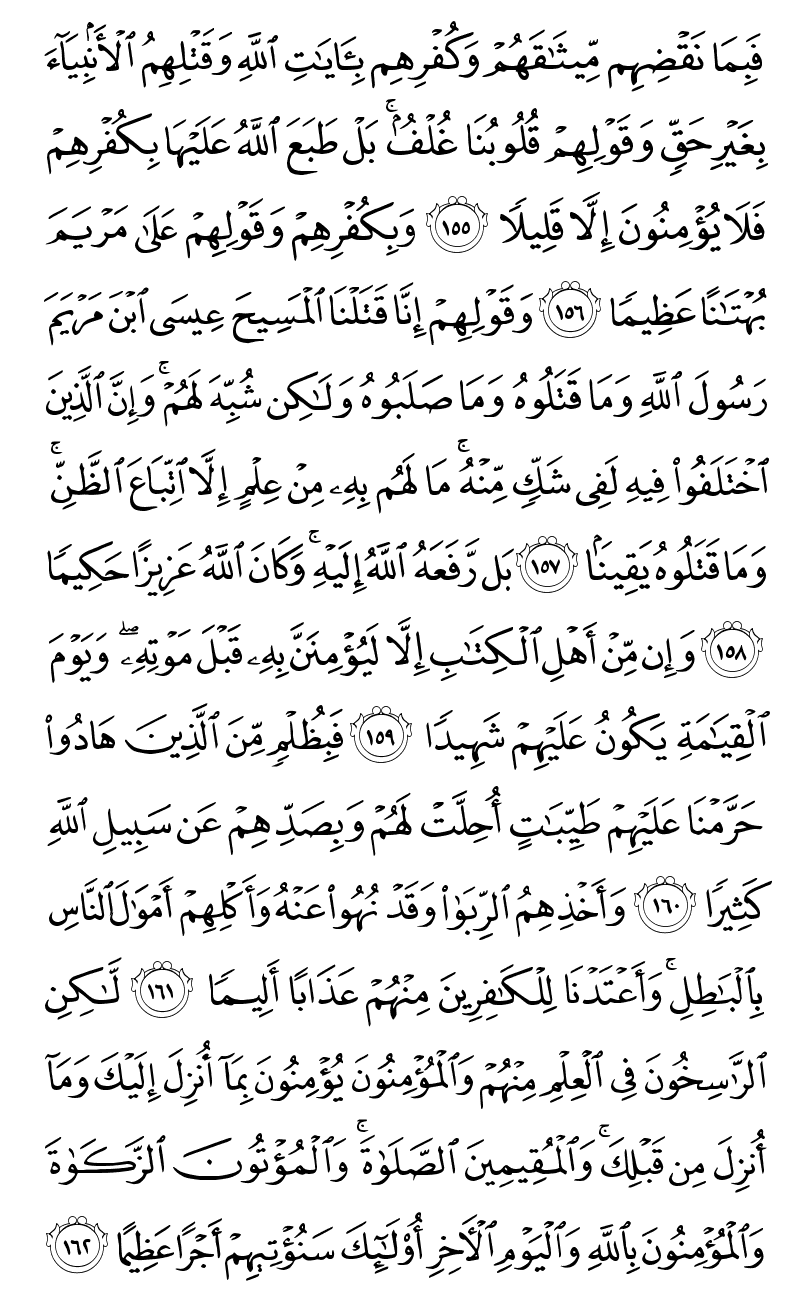 فَبِمَا نَقْضِهِم مِّيثَٰقَهُمْ وَكُفْرِهِم بِـَٔايَٰتِ ٱللَّهِ وَقَتْلِهِمُ ٱلْأَنۢبِيَآءَ
بِغَيْرِ حَقٍّ وَقَوْلِهِمْ قُلُوبُنَا غُلْفٌۢ ۚ بَلْ طَبَعَ ٱللَّهُ عَلَيْهَا بِكُفْرِهِمْ
فَلَا يُؤْمِنُونَ إِلَّا قَلِيلًا ١٥٥ وَبِكُفْرِهِمْ وَقَوْلِهِمْ عَلَىٰ مَرْيَمَ
بُهْتَٰنًا عَظِيمًا ١٥٦ وَقَوْلِهِمْ إِنَّا قَتَلْنَا ٱلْمَسِيحَ عِيسَى ٱبْنَ مَرْيَمَ
رَسُولَ ٱللَّهِ وَمَا قَتَلُوهُ وَمَا صَلَبُوهُ وَلَٰكِن شُبِّهَ لَهُمْ ۚ وَإِنَّ ٱلَّذِينَ
ٱخْتَلَفُوا۟ فِيهِ لَفِى شَكٍّ مِّنْهُ ۚ مَا لَهُم بِهِۦ مِنْ عِلْمٍ إِلَّا ٱتِّبَاعَ ٱلظَّنِّ ۚ
وَمَا قَتَلُوهُ يَقِينًۢا ١٥٧ بَل رَّفَعَهُ ٱللَّهُ إِلَيْهِ ۚ وَكَانَ ٱللَّهُ عَزِيزًا حَكِيمًا
١٥٨ وَإِن مِّنْ أَهْلِ ٱلْكِتَٰبِ إِلَّا لَيُؤْمِنَنَّ بِهِۦ قَبْلَ مَوْتِهِۦ ۖ وَيَوْمَ
ٱلْقِيَٰمَةِ يَكُونُ عَلَيْهِمْ شَهِيدًا ١٥٩ فَبِظُلْمٍ مِّنَ ٱلَّذِينَ هَادُوا۟
حَرَّمْنَا عَلَيْهِمْ طَيِّبَٰتٍ أُحِلَّتْ لَهُمْ وَبِصَدِّهِمْ عَن سَبِيلِ ٱللَّهِ
كَثِيرًا ١٦٠ وَأَخْذِهِمُ ٱلرِّبَوٰا۟ وَقَدْ نُهُوا۟ عَنْهُ وَأَكْلِهِمْ أَمْوَٰلَ ٱلنَّاسِ
بِٱلْبَٰطِلِ ۚ وَأَعْتَدْنَا لِلْكَٰفِرِينَ مِنْهُمْ عَذَابًا أَلِيمًا ١٦١ لَّٰكِنِ
ٱلرَّٰسِخُونَ فِى ٱلْعِلْمِ مِنْهُمْ وَٱلْمُؤْمِنُونَ يُؤْمِنُونَ بِمَآ أُنزِلَ إِلَيْكَ وَمَآ
أُنزِلَ مِن قَبْلِكَ ۚ وَٱلْمُقِيمِينَ ٱلصَّلَوٰةَ ۚ وَٱلْمُؤْتُونَ ٱلزَّكَوٰةَ
وَٱلْمُؤْمِنُونَ بِٱللَّهِ وَٱلْيَوْمِ ٱلْـَٔاخِرِ أُو۟لَٰٓئِكَ سَنُؤْتِيهِمْ أَجْرًا عَظِيمًا ١٦٢